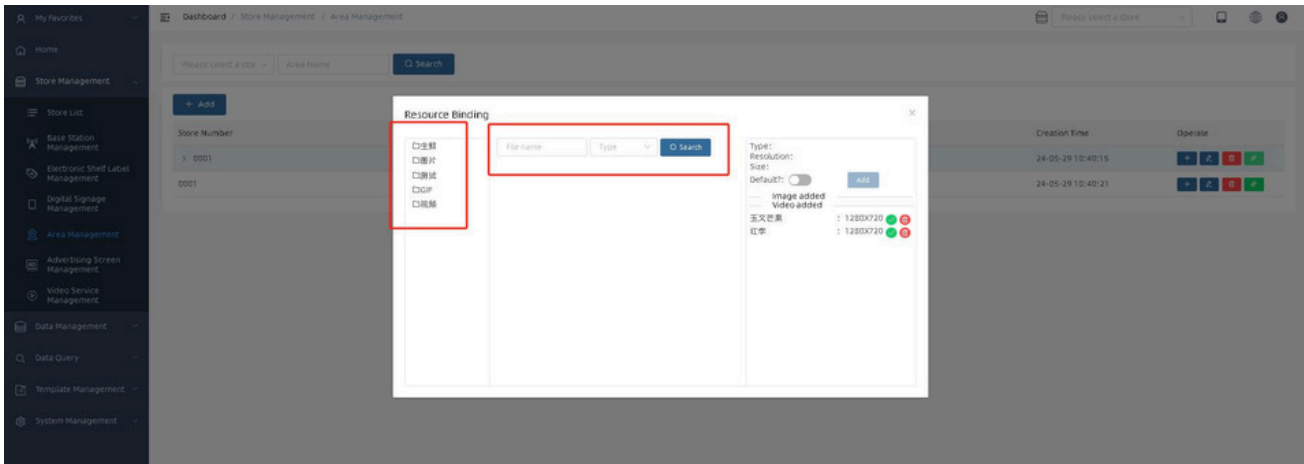 My Favorites
Dashboard / Store Management / Area Management
Please select a store
Home
Please select a stor
Area Name
Search
Store Management
+ Add
Store List
Resource Binding
Store Number
Creation Time
Operate
Base Station
Management
生鲜
图片
测试
GIF
视频
File name
Type
Search
Type:
Resolution:
Size:
Default?:
Add
Image added
Video added
> 0001
24-05-29 10:40:15
Electronic Shelf Label
Management
0001
24-05-29 10:40:21
Digital Signage
Management
玉文芒果 : 1280X720
红李 : 1280X720
Area Management
Advertising Screen
Management
Video Service
Management
Data Management
Data Query
Template Management
System Management